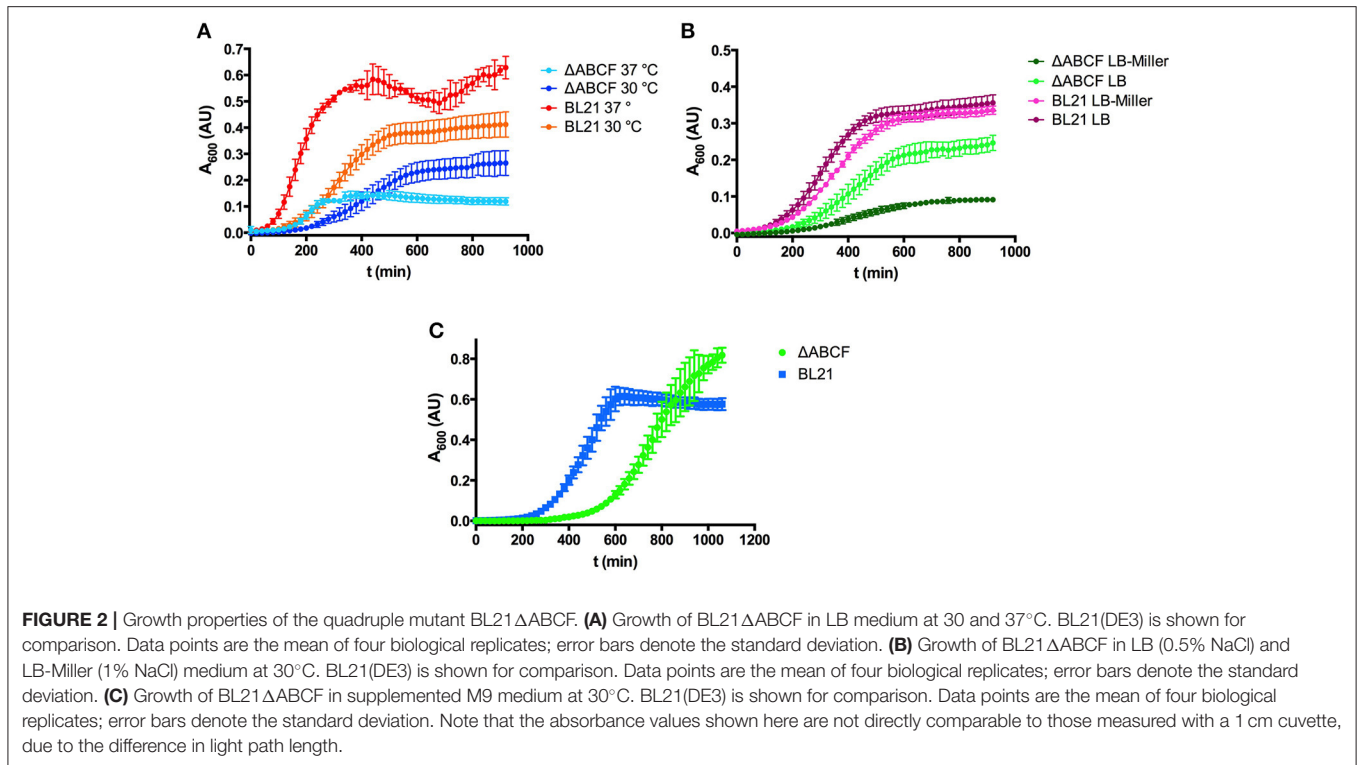 A
0.7
0.6
0.5
0.4
0.3
0.2
0.1
0.0
A600 (AU)
0 200 400 600 800 1000
t (min)
ΔABCF 37 °C
ΔABCF 30 °C
BL21 37 °
BL21 30 °C
B
0.5
0.4
0.3
0.2
0.1
0.0
A600 (AU)
0 200 400 600 800 1000
t (min)
ΔABCF LB-Miller
ΔABCF LB
BL21 LB-Miller
BL21 LB
C
0.8
0.6
0.4
0.2
0.0
A600 (AU)
0 200 400 600 800 1000 1200
t (min)
ΔABCF
BL21
FIGURE 2 | Growth properties of the quadruple mutant BL21ΔABCF. (A) Growth of BL21ΔABCF in LB medium at 30 and 37°C. BL21(DE3) is shown for
comparison. Data points are the mean of four biological replicates; error bars denote the standard deviation. (B) Growth of BL21ΔABCF in LB (0.5% NaCl) and
LB-Miller (1% NaCl) medium at 30°C. BL21(DE3) is shown for comparison. Data points are the mean of four biological replicates; error bars denote the standard
deviation. (C) Growth of BL21ΔABCF in supplemented M9 medium at 30°C. BL21(DE3) is shown for comparison. Data points are the mean of four biological
replicates; error bars denote the standard deviation. Note that the absorbance values shown here are not directly comparable to those measured with a 1 cm cuvette,
due to the difference in light path length.